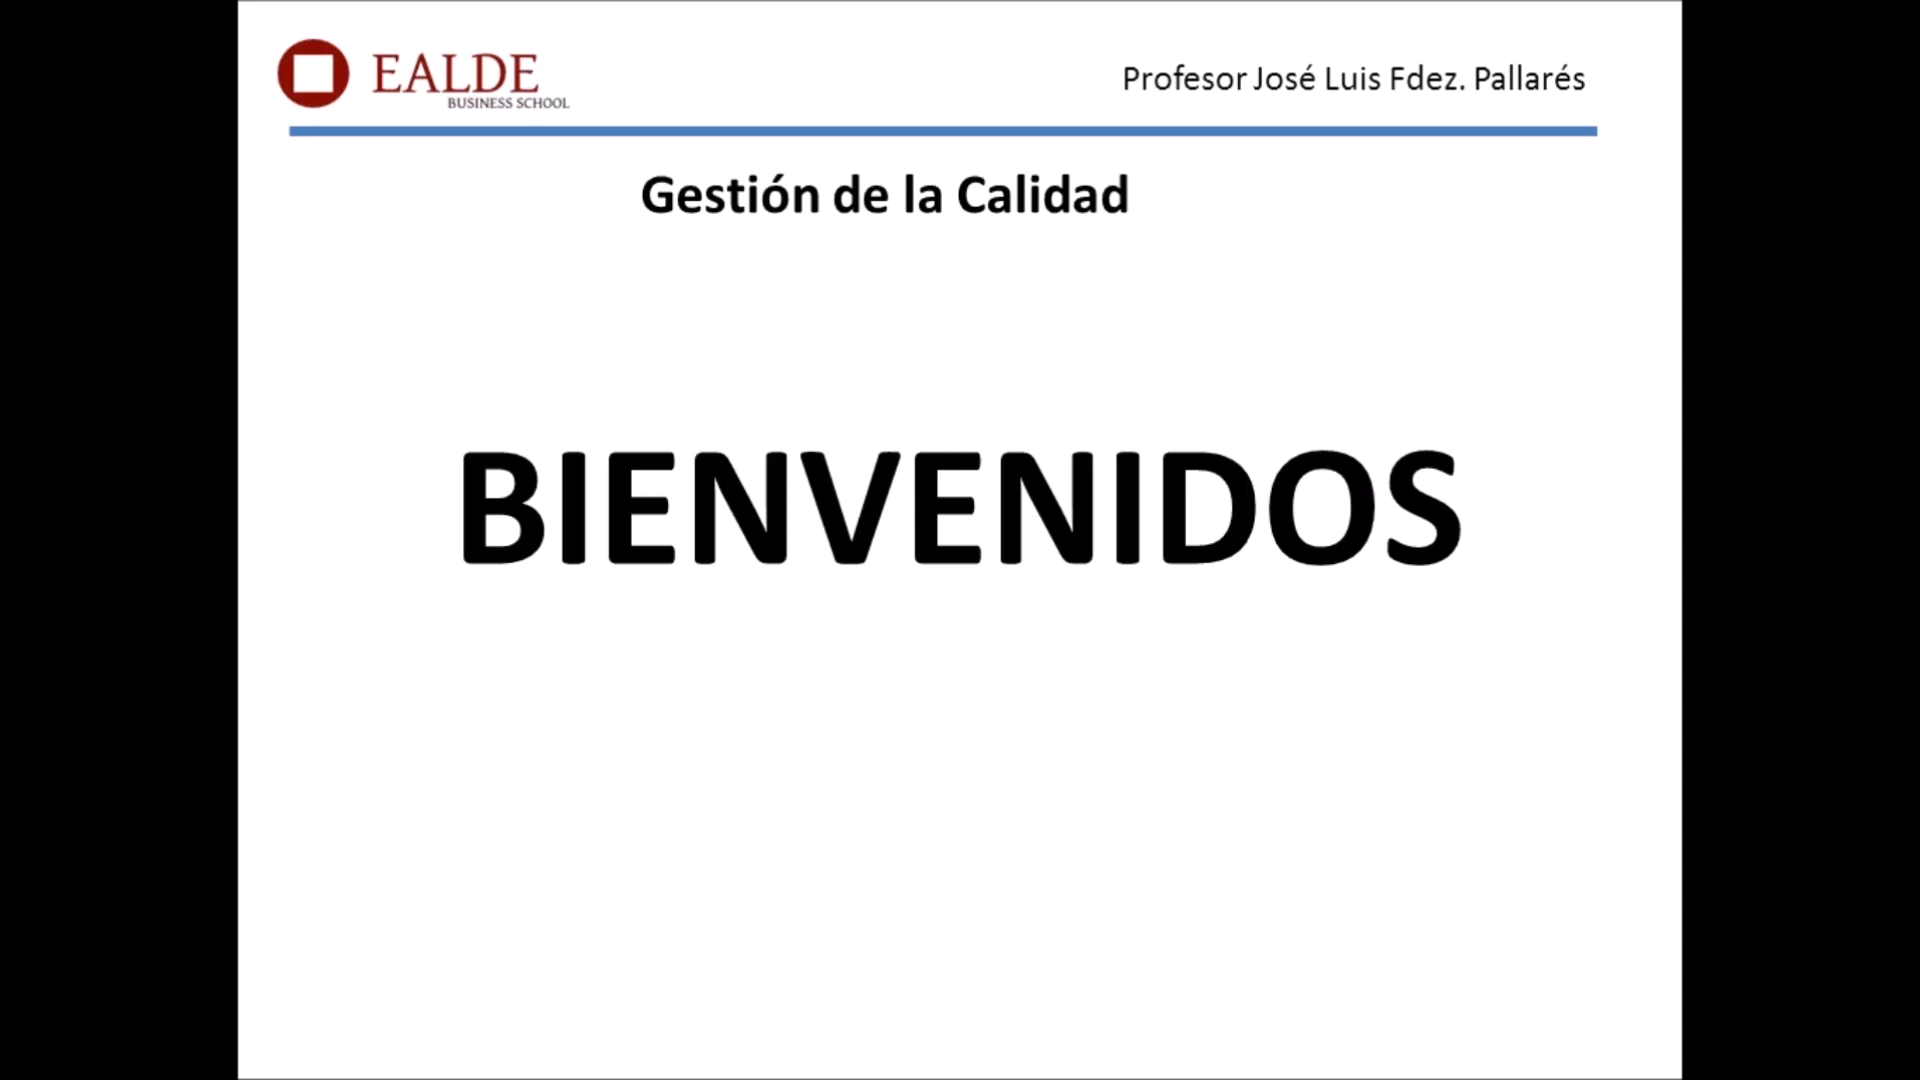 EALDE
BUSINESS SCHOOL
Profesor José Luis Fdez. Pallarés
Gestión de la Calidad
BIENVENIDOS